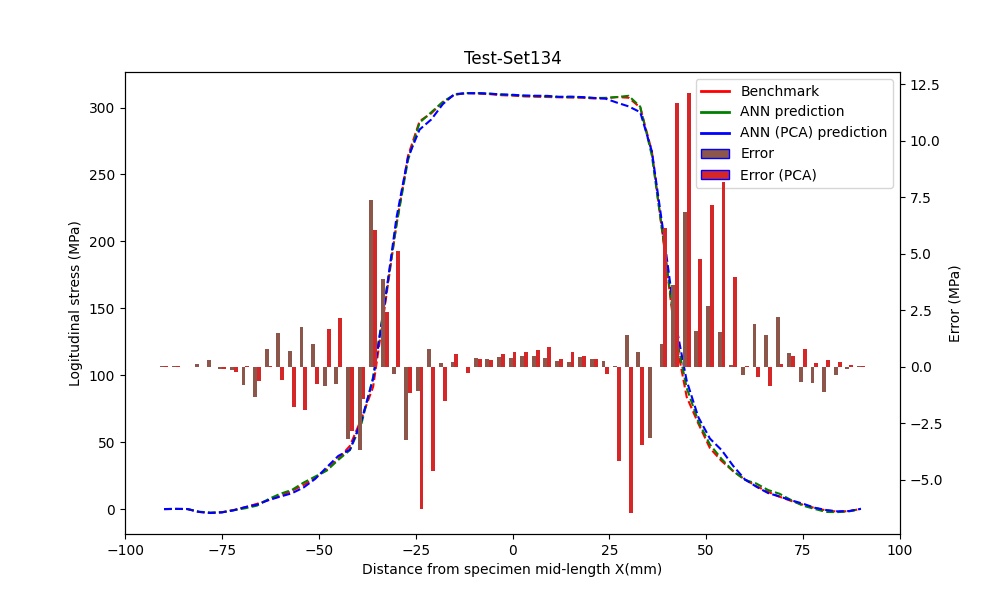 Test-Set134
Benchmark
ANN prediction
ANN (PCA) prediction
Error
Error (PCA)
Logitudinal stress (MPa)
300
250
200
150
100
50
0
12.5
10.0
7.5
5.0
2.5
0.0
−2.5
−5.0
Error (MPa)
−100 −75 −50 −25 0 25 50 75 100
Distance from specimen mid-length X(mm)